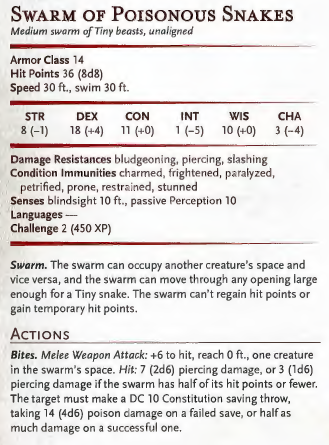 SWARM OF POISONOUS SNAKES
Medium swarm of Tiny beasts, unaligned
Armor Class 14
Hit Points 36 (8d8)
Speed 30 ft., swim 30 ft.
STR DEX CON INT WIS CHA
8 (−1) 18 (+4) 11 (+0) 1 (−5) 10 (+0) 3 (−4)
Damage Resistances bludgeoning, piercing, slashing
Condition Immunities charmed, frightened, paralyzed,
petrified, prone, restrained, stunned
Senses blindsight 10 ft., passive Perception 10
Languages —
Challenge 2 (450 XP)
Swarm. The swarm can occupy another creature's space and
vice versa, and the swarm can move through any opening large
enough for a Tiny snake. The swarm can't regain hit points or
gain temporary hit points.
ACTIONS
Bites. Melee Weapon Attack: +6 to hit, reach 0 ft., one creature
in the swarm's space. Hit: 7 (2d6) piercing damage, or 3 (1d6)
piercing damage if the swarm has half of its hit points or fewer.
The target must make a DC 10 Constitution saving throw,
taking 14 (4d6) poison damage on a failed save, or half as
much damage on a successful one.